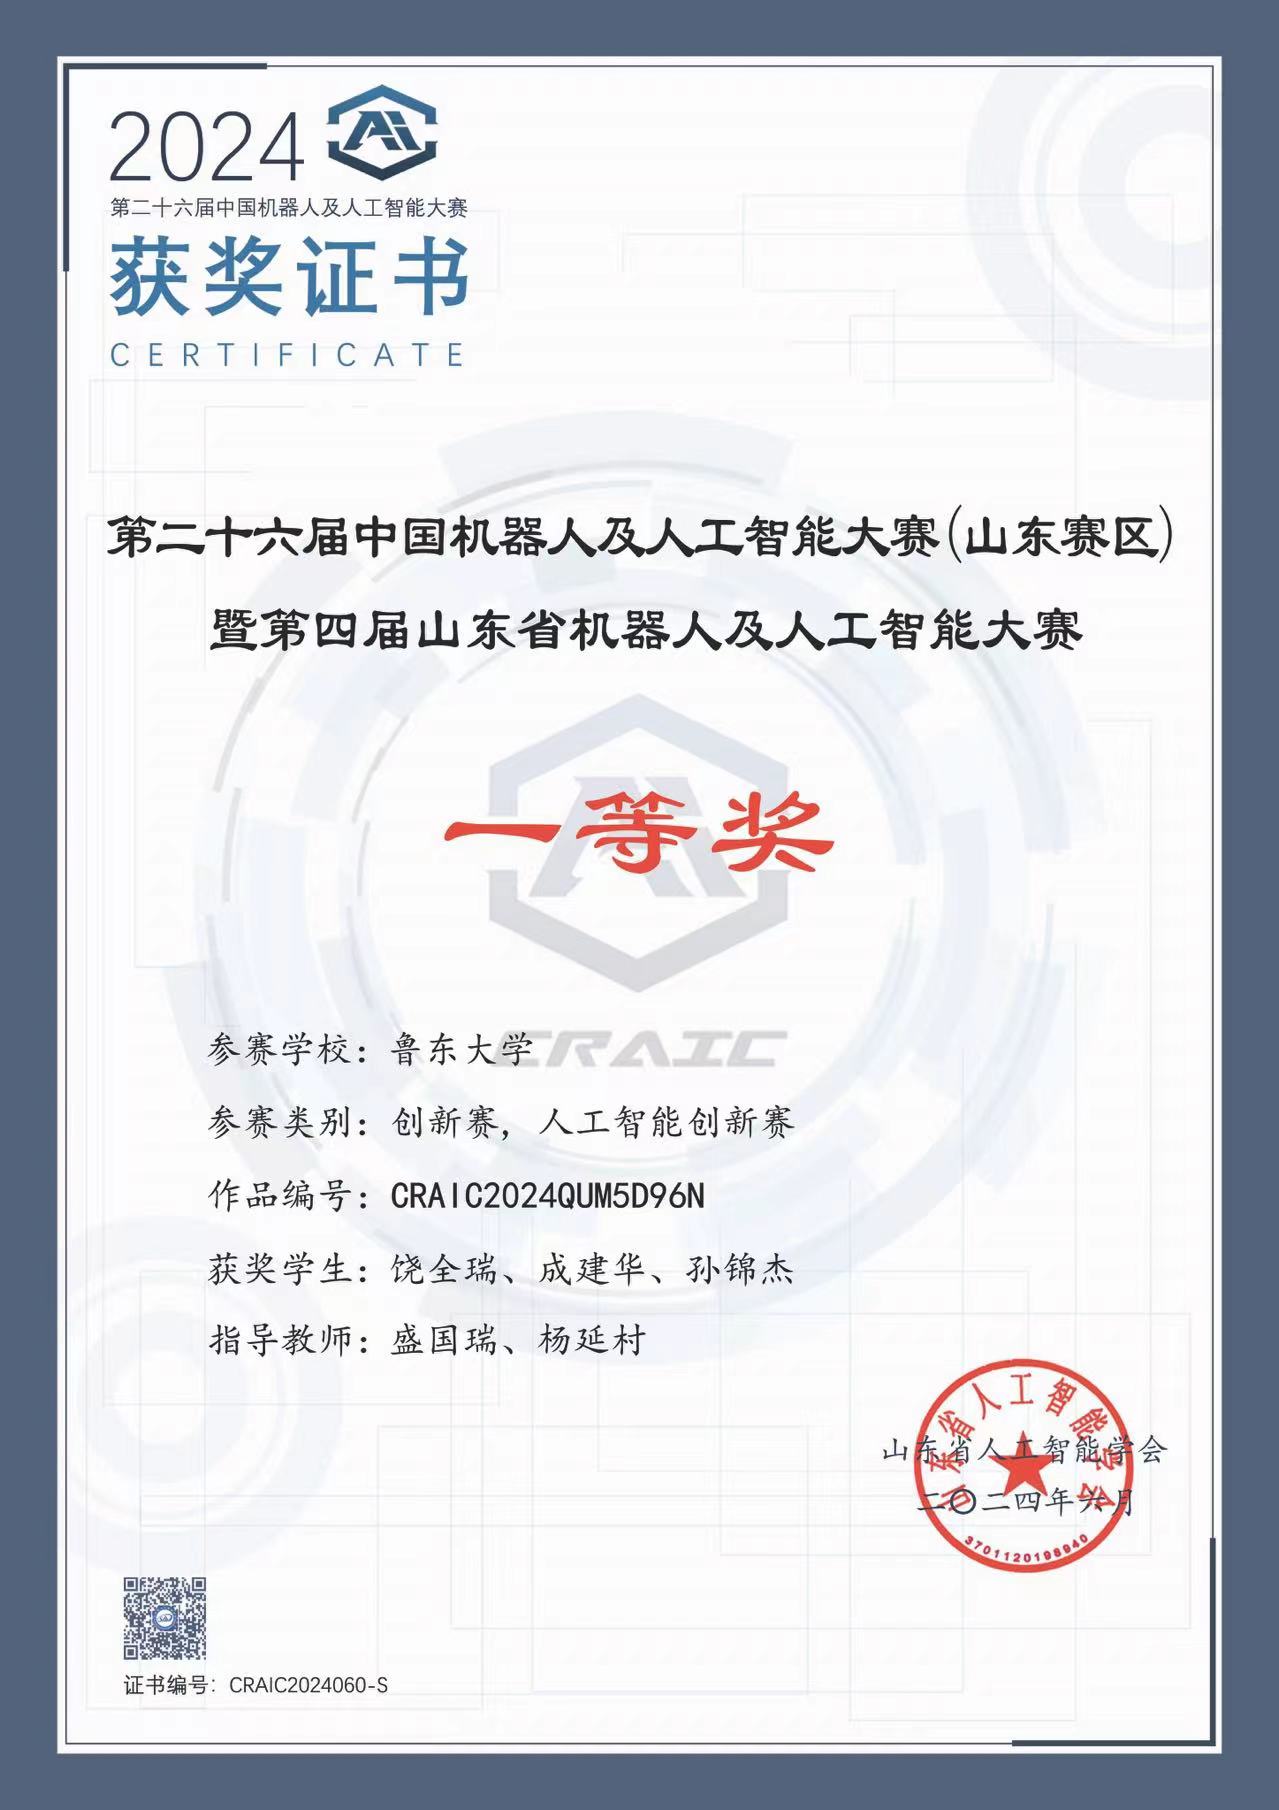 2024
Ai
第二十六届中国机器人及人工智能大赛
获奖证书
CERTIFICATE
第二十六届中国机器人及人工智能大赛(山东赛区)
暨第四届山东省机器人及人工智能大赛
一等奖
CRAIC
参赛学校：鲁东大学
参赛类别：创新赛，人工智能创新赛
作品编号：CRAIC2024QUM5D96N
获奖学生：饶全瑞、成建华、孙锦杰
指导教师：盛国瑞、杨延村
山东省人工智能学会
山东省人工智能学会
二〇二四年六月
3701120198940
证书编号：CRAIC2024060-S